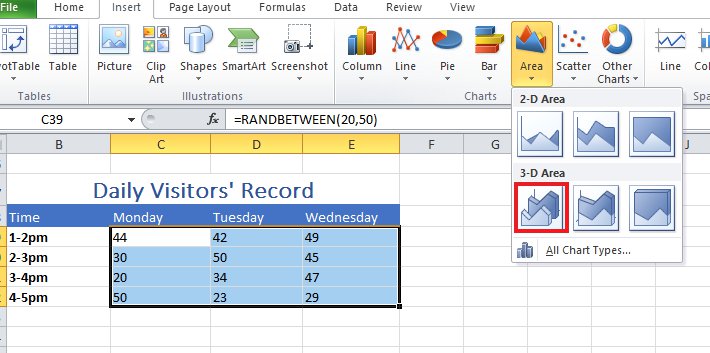 File Home Insert Page Layout Formulas Data Review View
PivotTable Table Picture Clip Art Shapes SmartArt Screenshot Column Line Pie Bar Area Scatter Other Charts Line Col
Tables Illustrations Charts Spa
C39 fx =RANDBETWEEN(20,50)
2-D Area
B C D E F G J
3-D Area
Daily Visitors' Record
Time Monday Tuesday Wednesday
1-2pm 44 42 49
All Chart Types...
2-3pm 30 50 45
3-4pm 20 34 47
4-5pm 50 23 29